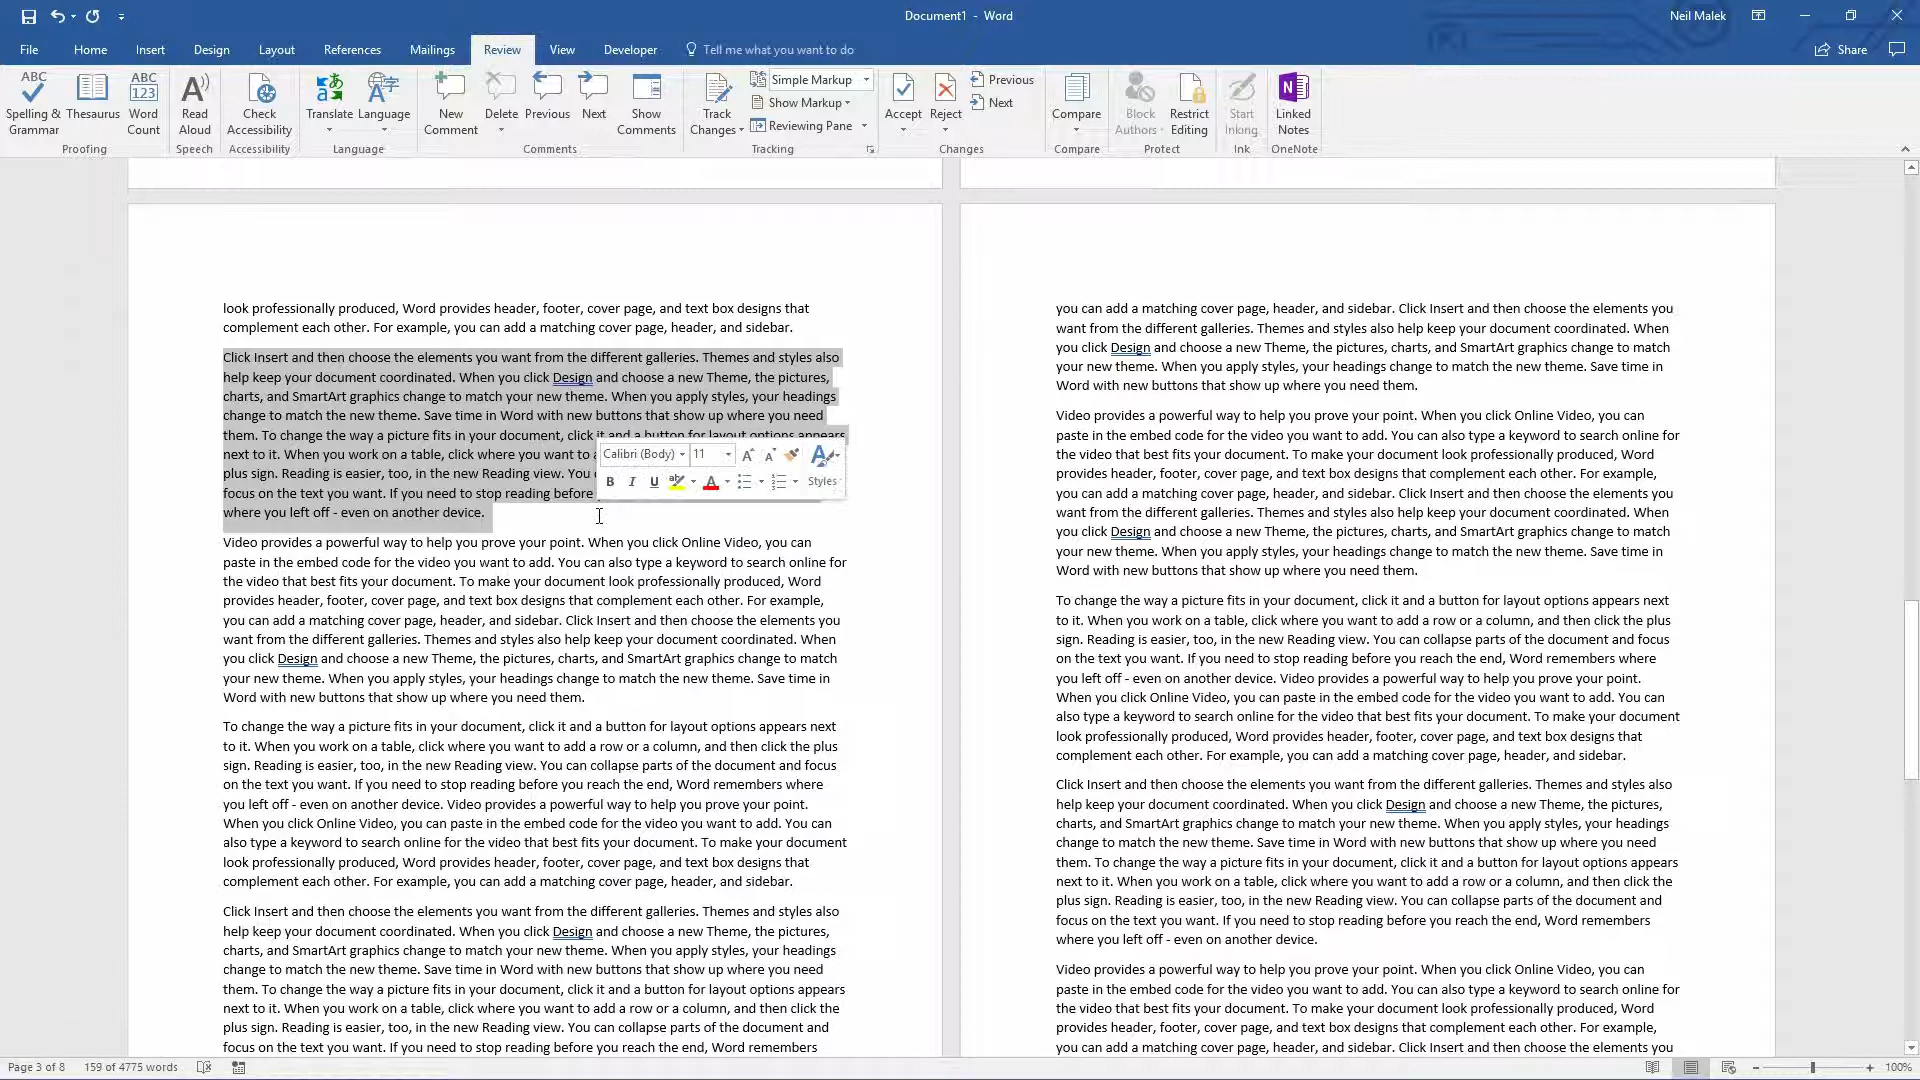 Document1 - Word
Neil Malek
File Home Insert Design Layout References Mailings Review View Developer Tell me what you want to do
Share
ABC
Spelling & Grammar
Thesaurus
ABC 123
Word Count
Proofing
Read Aloud
Speech
Check Accessibility
Accessibility
Translate
Language
Language
New Comment
Delete
Previous
Next
Show Comments
Comments
Track Changes
Simple Markup
Show Markup
Reviewing Pane
Tracking
Accept
Reject
Previous
Next
Changes
Compare
Compare
Block Authors
Restrict Editing
Protect
Start Inking
Ink
Linked Notes
OneNote
look professionally produced, Word provides header, footer, cover page, and text box designs that
complement each other. For example, you can add a matching cover page, header, and sidebar.
Click Insert and then choose the elements you want from the different galleries. Themes and styles also
help keep your document coordinated. When you click Design and choose a new Theme, the pictures,
charts, and SmartArt graphics change to match your new theme. When you apply styles, your headings
change to match the new theme. Save time in Word with new buttons that show up where you need
them. To change the way a picture fits in your document, click it and a button for layout options appears
next to it. When you work on a table, click where you want to a
plus sign. Reading is easier, too, in the new Reading view. You
focus on the text you want. If you need to stop reading before
where you left off - even on another device.
Calibri (Body) 11
B I U ab A Styles
Video provides a powerful way to help you prove your point. When you click Online Video, you can
paste in the embed code for the video you want to add. You can also type a keyword to search online for
the video that best fits your document. To make your document look professionally produced, Word
provides header, footer, cover page, and text box designs that complement each other. For example,
you can add a matching cover page, header, and sidebar. Click Insert and then choose the elements you
want from the different galleries. Themes and styles also help keep your document coordinated. When
you click Design and choose a new Theme, the pictures, charts, and SmartArt graphics change to match
your new theme. When you apply styles, your headings change to match the new theme. Save time in
Word with new buttons that show up where you need them.
To change the way a picture fits in your document, click it and a button for layout options appears next
to it. When you work on a table, click where you want to add a row or a column, and then click the plus
sign. Reading is easier, too, in the new Reading view. You can collapse parts of the document and focus
on the text you want. If you need to stop reading before you reach the end, Word remembers where
you left off - even on another device. Video provides a powerful way to help you prove your point.
When you click Online Video, you can paste in the embed code for the video you want to add. You can
also type a keyword to search online for the video that best fits your document. To make your document
look professionally produced, Word provides header, footer, cover page, and text box designs that
complement each other. For example, you can add a matching cover page, header, and sidebar.
Click Insert and then choose the elements you want from the different galleries. Themes and styles also
help keep your document coordinated. When you click Design and choose a new Theme, the pictures,
charts, and SmartArt graphics change to match your new theme. When you apply styles, your headings
change to match the new theme. Save time in Word with new buttons that show up where you need
them. To change the way a picture fits in your document, click it and a button for layout options appears
next to it. When you work on a table, click where you want to add a row or a column, and then click the
plus sign. Reading is easier, too, in the new Reading view. You can collapse parts of the document and
focus on the text you want. If you need to stop reading before you reach the end, Word remembers
you can add a matching cover page, header, and sidebar. Click Insert and then choose the elements you
want from the different galleries. Themes and styles also help keep your document coordinated. When
you click Design and choose a new Theme, the pictures, charts, and SmartArt graphics change to match
your new theme. When you apply styles, your headings change to match the new theme. Save time in
Word with new buttons that show up where you need them.
Video provides a powerful way to help you prove your point. When you click Online Video, you can
paste in the embed code for the video you want to add. You can also type a keyword to search online for
the video that best fits your document. To make your document look professionally produced, Word
provides header, footer, cover page, and text box designs that complement each other. For example,
you can add a matching cover page, header, and sidebar. Click Insert and then choose the elements you
want from the different galleries. Themes and styles also help keep your document coordinated. When
you click Design and choose a new Theme, the pictures, charts, and SmartArt graphics change to match
your new theme. When you apply styles, your headings change to match the new theme. Save time in
Word with new buttons that show up where you need them.
To change the way a picture fits in your document, click it and a button for layout options appears next
to it. When you work on a table, click where you want to add a row or a column, and then click the plus
sign. Reading is easier, too, in the new Reading view. You can collapse parts of the document and focus
on the text you want. If you need to stop reading before you reach the end, Word remembers where
you left off - even on another device. Video provides a powerful way to help you prove your point.
When you click Online Video, you can paste in the embed code for the video you want to add. You can
also type a keyword to search online for the video that best fits your document. To make your document
look professionally produced, Word provides header, footer, cover page, and text box designs that
complement each other. For example, you can add a matching cover page, header, and sidebar.
Click Insert and then choose the elements you want from the different galleries. Themes and styles also
help keep your document coordinated. When you click Design and choose a new Theme, the pictures,
charts, and SmartArt graphics change to match your new theme. When you apply styles, your headings
change to match the new theme. Save time in Word with new buttons that show up where you need
them. To change the way a picture fits in your document, click it and a button for layout options appears
next to it. When you work on a table, click where you want to add a row or a column, and then click the
plus sign. Reading is easier, too, in the new Reading view. You can collapse parts of the document and
focus on the text you want. If you need to stop reading before you reach the end, Word remembers
where you left off - even on another device.
Video provides a powerful way to help you prove your point. When you click Online Video, you can
paste in the embed code for the video you want to add. You can also type a keyword to search online for
the video that best fits your document. To make your document look professionally produced, Word
provides header, footer, cover page, and text box designs that complement each other. For example,
you can add a matching cover page, header, and sidebar. Click Insert and then choose the elements you
Page 3 of 8 159 of 4775 words
100%